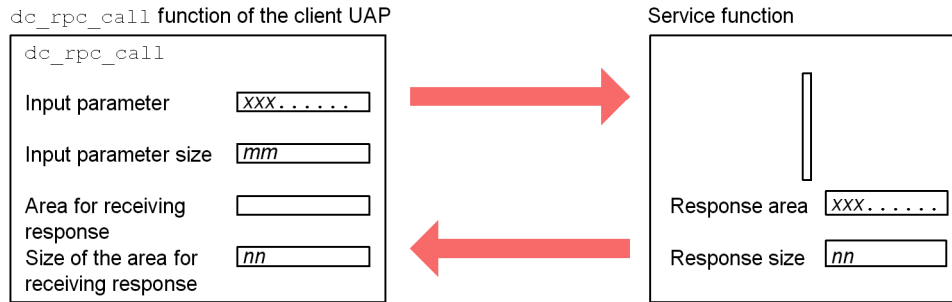 dc_rpc_call function of the client UAP
dc_rpc_call
Input parameter
xxx......
Input parameter size
mm
Area for receiving
response
Size of the area for
receiving response
nn
Service function
Response area
xxx......
Response size
nn